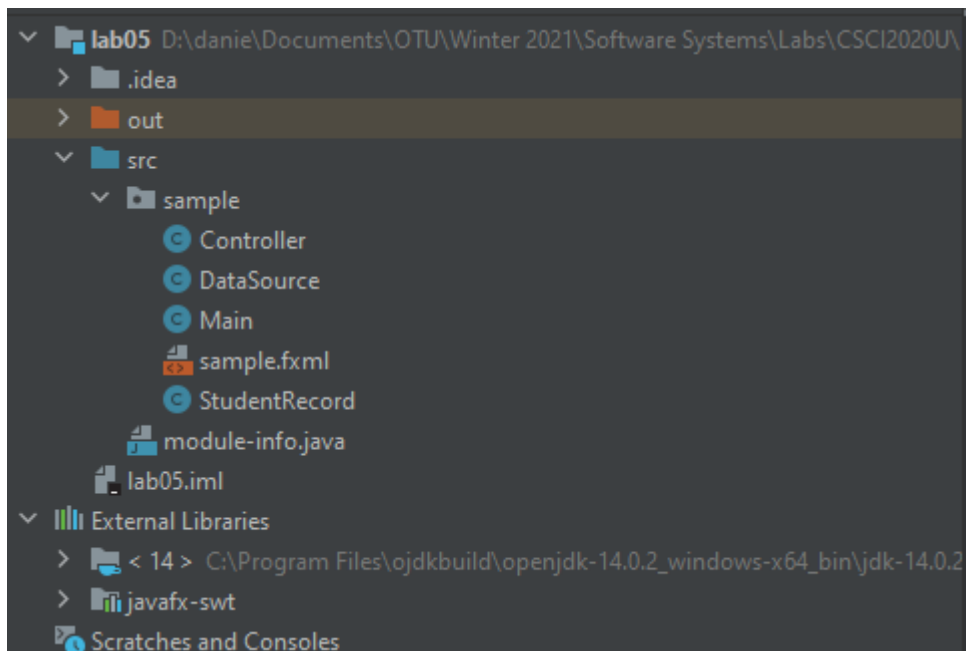 lab05 D:\danie\Documents\OTU\Winter 2021\Software Systems\Labs\CSCI2020U\
.idea
out
src
sample
Controller
DataSource
Main
sample.fxml
StudentRecord
module-info.java
lab05.iml
External Libraries
< 14 > C:\Program Files\ojdkbuild\openjdk-14.0.2_windows-x64_bin\jdk-14.0.2
javafx-swt
Scratches and Consoles